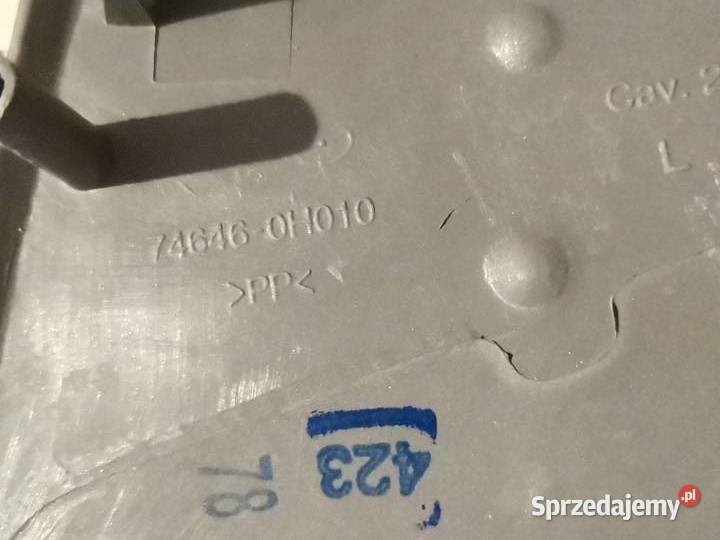 Cav. 2
L
74646-0H010
>PP<
423
78
Sprzedajemy.pl